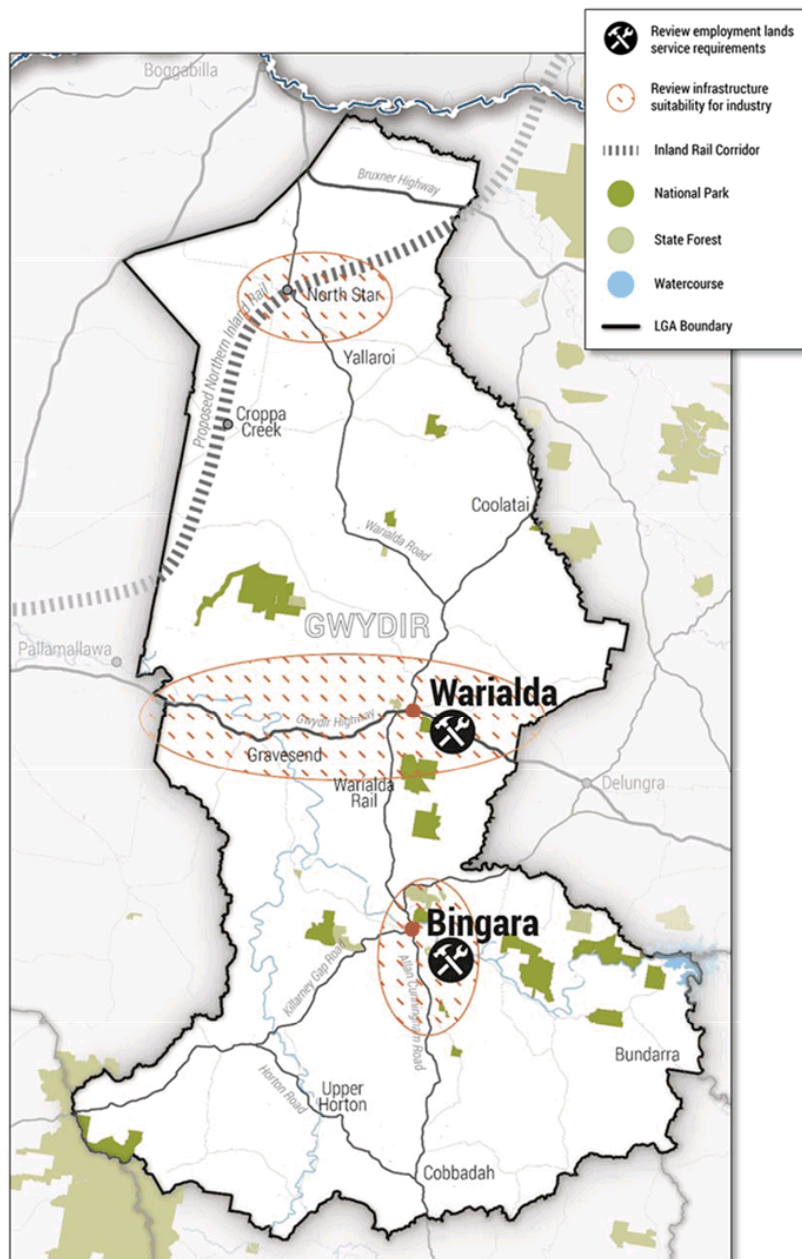 Review employment lands
service requirements
Review infrastructure
suitability for industry
Inland Rail Corridor
National Park
State Forest
Watercourse
LGA Boundary
Boggabilla
Bruxner Highway
North Star
Proposed Northern Inland Rail
Yallaroi
Croppa
Creek
Coolatai
Warialda Road
GWYDIR
Pallamallawa
Warialda
Gwydir Highway
Gravesend
Warialda
Rail
Delungra
Bingara
Killarney Gap Road
Allan Cunningham Road
Bundarra
Horton Road
Upper
Horton
Cobbadah